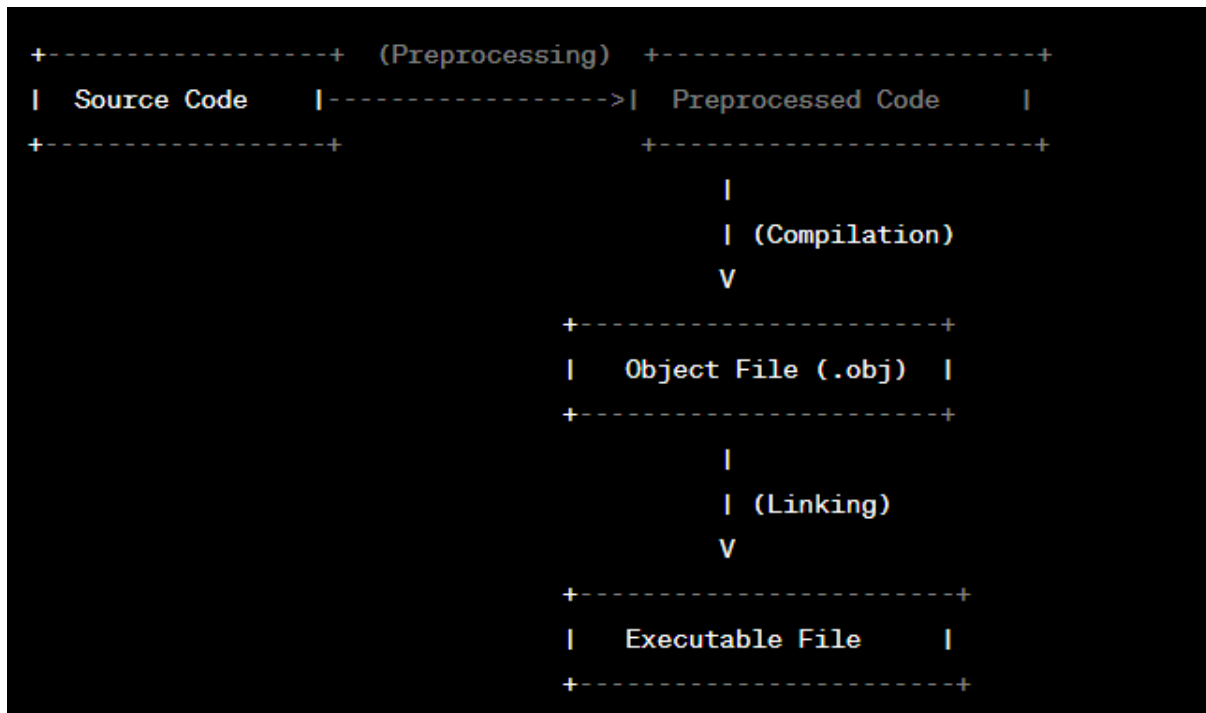 +------------------+  (Preprocessing)  +------------------------+
|  Source Code    |------------------>|  Preprocessed Code     |
+------------------+                   +------------------------+
|
| (Compilation)
V
+-----------------------+
|   Object File (.obj)  |
+-----------------------+
|
| (Linking)
V
+------------------------+
|   Executable File     |
+------------------------+